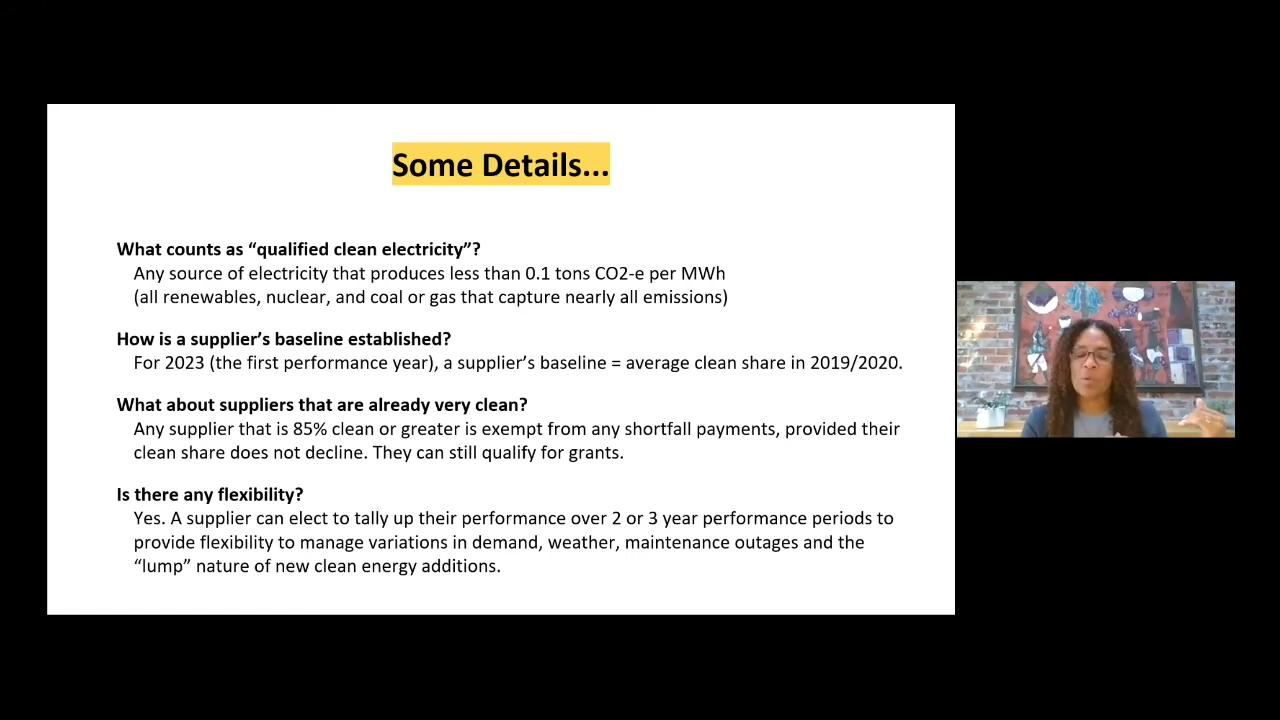 Some Details...
What counts as “qualified clean electricity”?
Any source of electricity that produces less than 0.1 tons CO2-e per MWh
(all renewables, nuclear, and coal or gas that capture nearly all emissions)
How is a supplier’s baseline established?
For 2023 (the first performance year), a supplier’s baseline = average clean share in 2019/2020.
What about suppliers that are already very clean?
Any supplier that is 85% clean or greater is exempt from any shortfall payments, provided their
clean share does not decline. They can still qualify for grants.
Is there any flexibility?
Yes. A supplier can elect to tally up their performance over 2 or 3 year performance periods to
provide flexibility to manage variations in demand, weather, maintenance outages and the
“lump” nature of new clean energy additions.